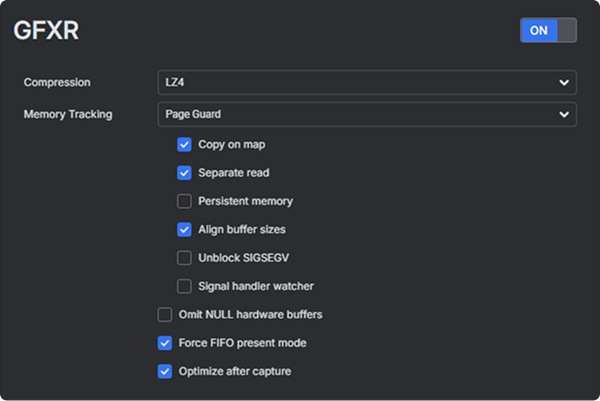 GFXR
ON
Compression LZ4
Memory Tracking Page Guard
Copy on map
Separate read
Persistent memory
Align buffer sizes
Unblock SIGSEGV
Signal handler watcher
Omit NULL hardware buffers
Force FIFO present mode
Optimize after capture